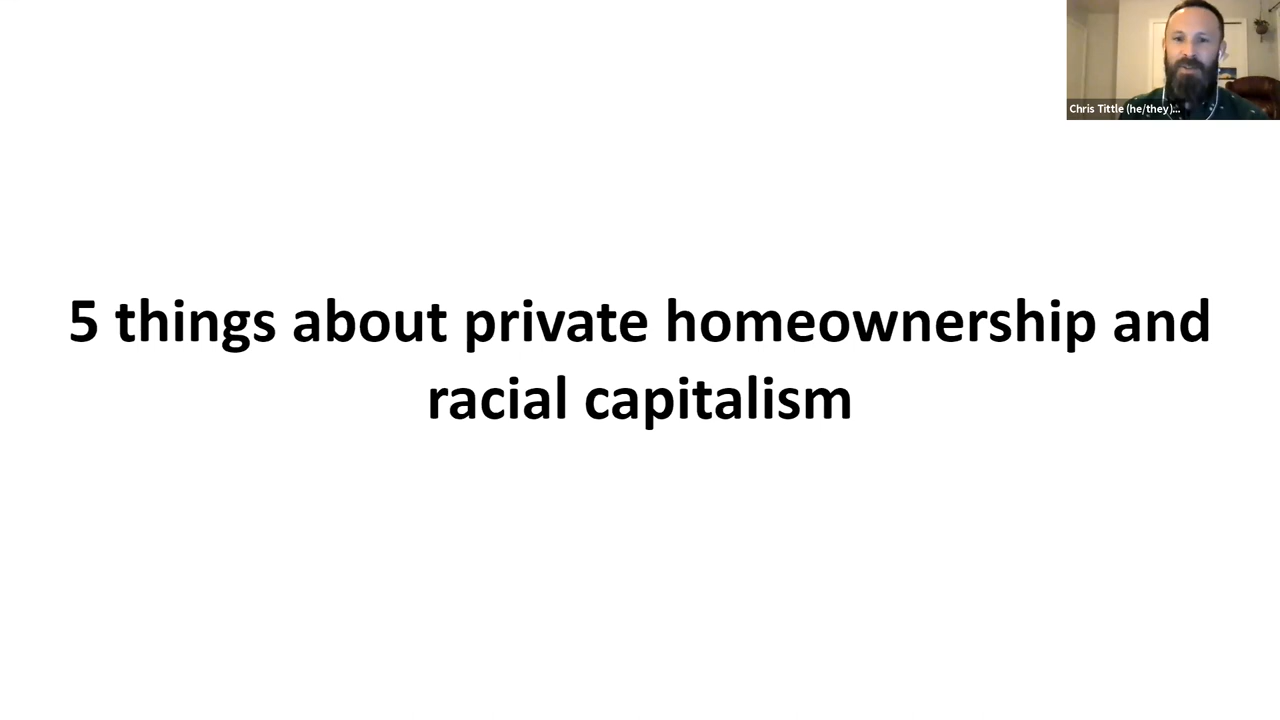 Chris Tittle (he/they)...
5 things about private homeownership and
racial capitalism